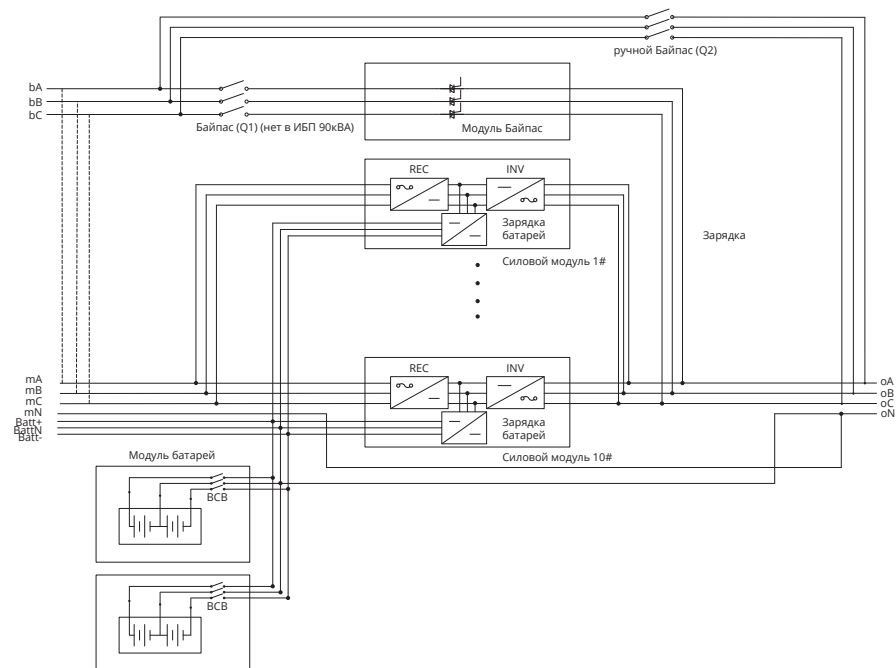 ручной Байпас (Q2)
bA
bB
bC
Байпас (Q1) (нет в ИБП 90кВА)
Модуль Байпас
REC
INV
Зарядка
батарей
Зарядка
Силовой модуль 1#
REC
INV
mA
mB
mC
mN
Batt+
BattN
Batt-
oA
oB
oC
oN
Зарядка
батарей
Силовой модуль 10#
Модуль батарей
BCB
BCB